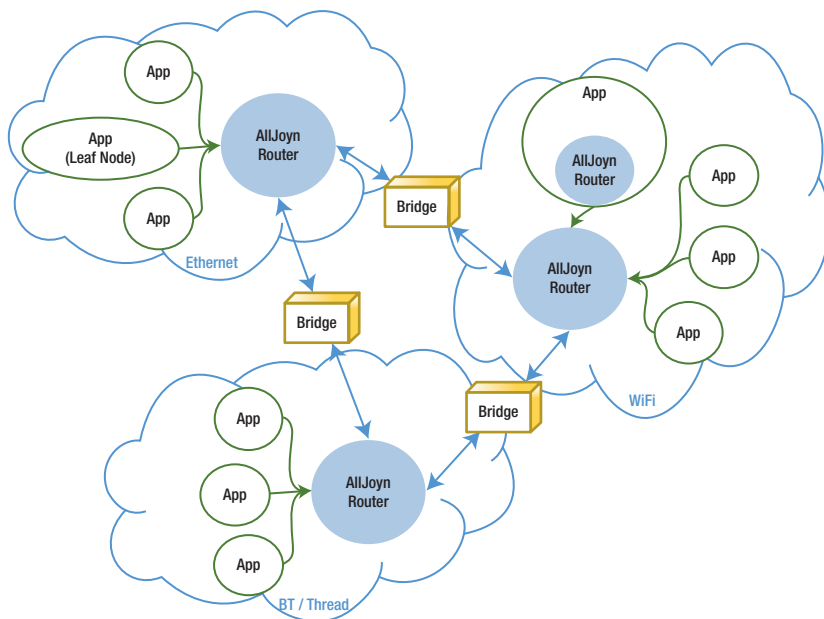 App
App
(Leaf Node)
App
AllJoyn
Router
Ethernet
Bridge
App
AllJoyn
Router
AllJoyn
Router
App
App
App
WiFi
Bridge
Bridge
App
App
App
AllJoyn
Router
BT / Thread